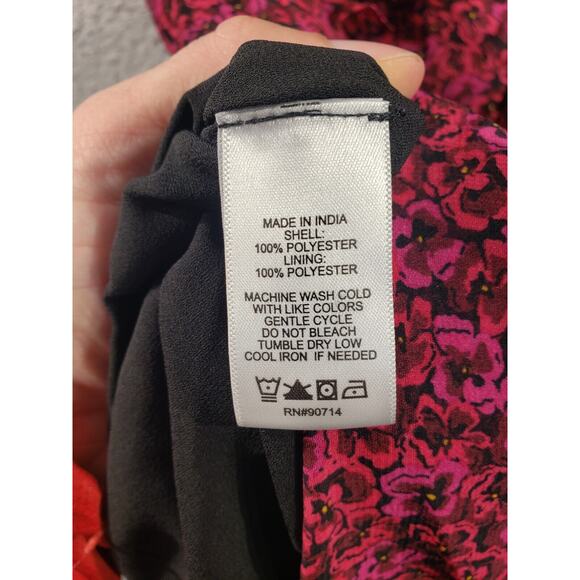 MADE IN INDIA
SHELL:
100% POLYESTER
LINING:
100% POLYESTER
MACHINE WASH COLD
WITH LIKE COLORS
GENTLE CYCLE
DO NOT BLEACH
TUMBLE DRY LOW
COOL IRON IF NEEDED
RN#90714